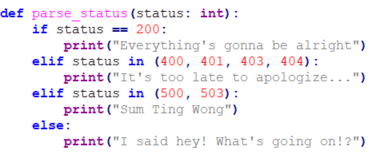 def parse_status(status: int):
    if status == 200:
        print("Everything's gonna be alright")
    elif status in (400, 401, 403, 404):
        print("It's too late to apologize...")
    elif status in (500, 503):
        print("Sum Ting Wong")
    else:
        print("I said hey! What's going on!?")